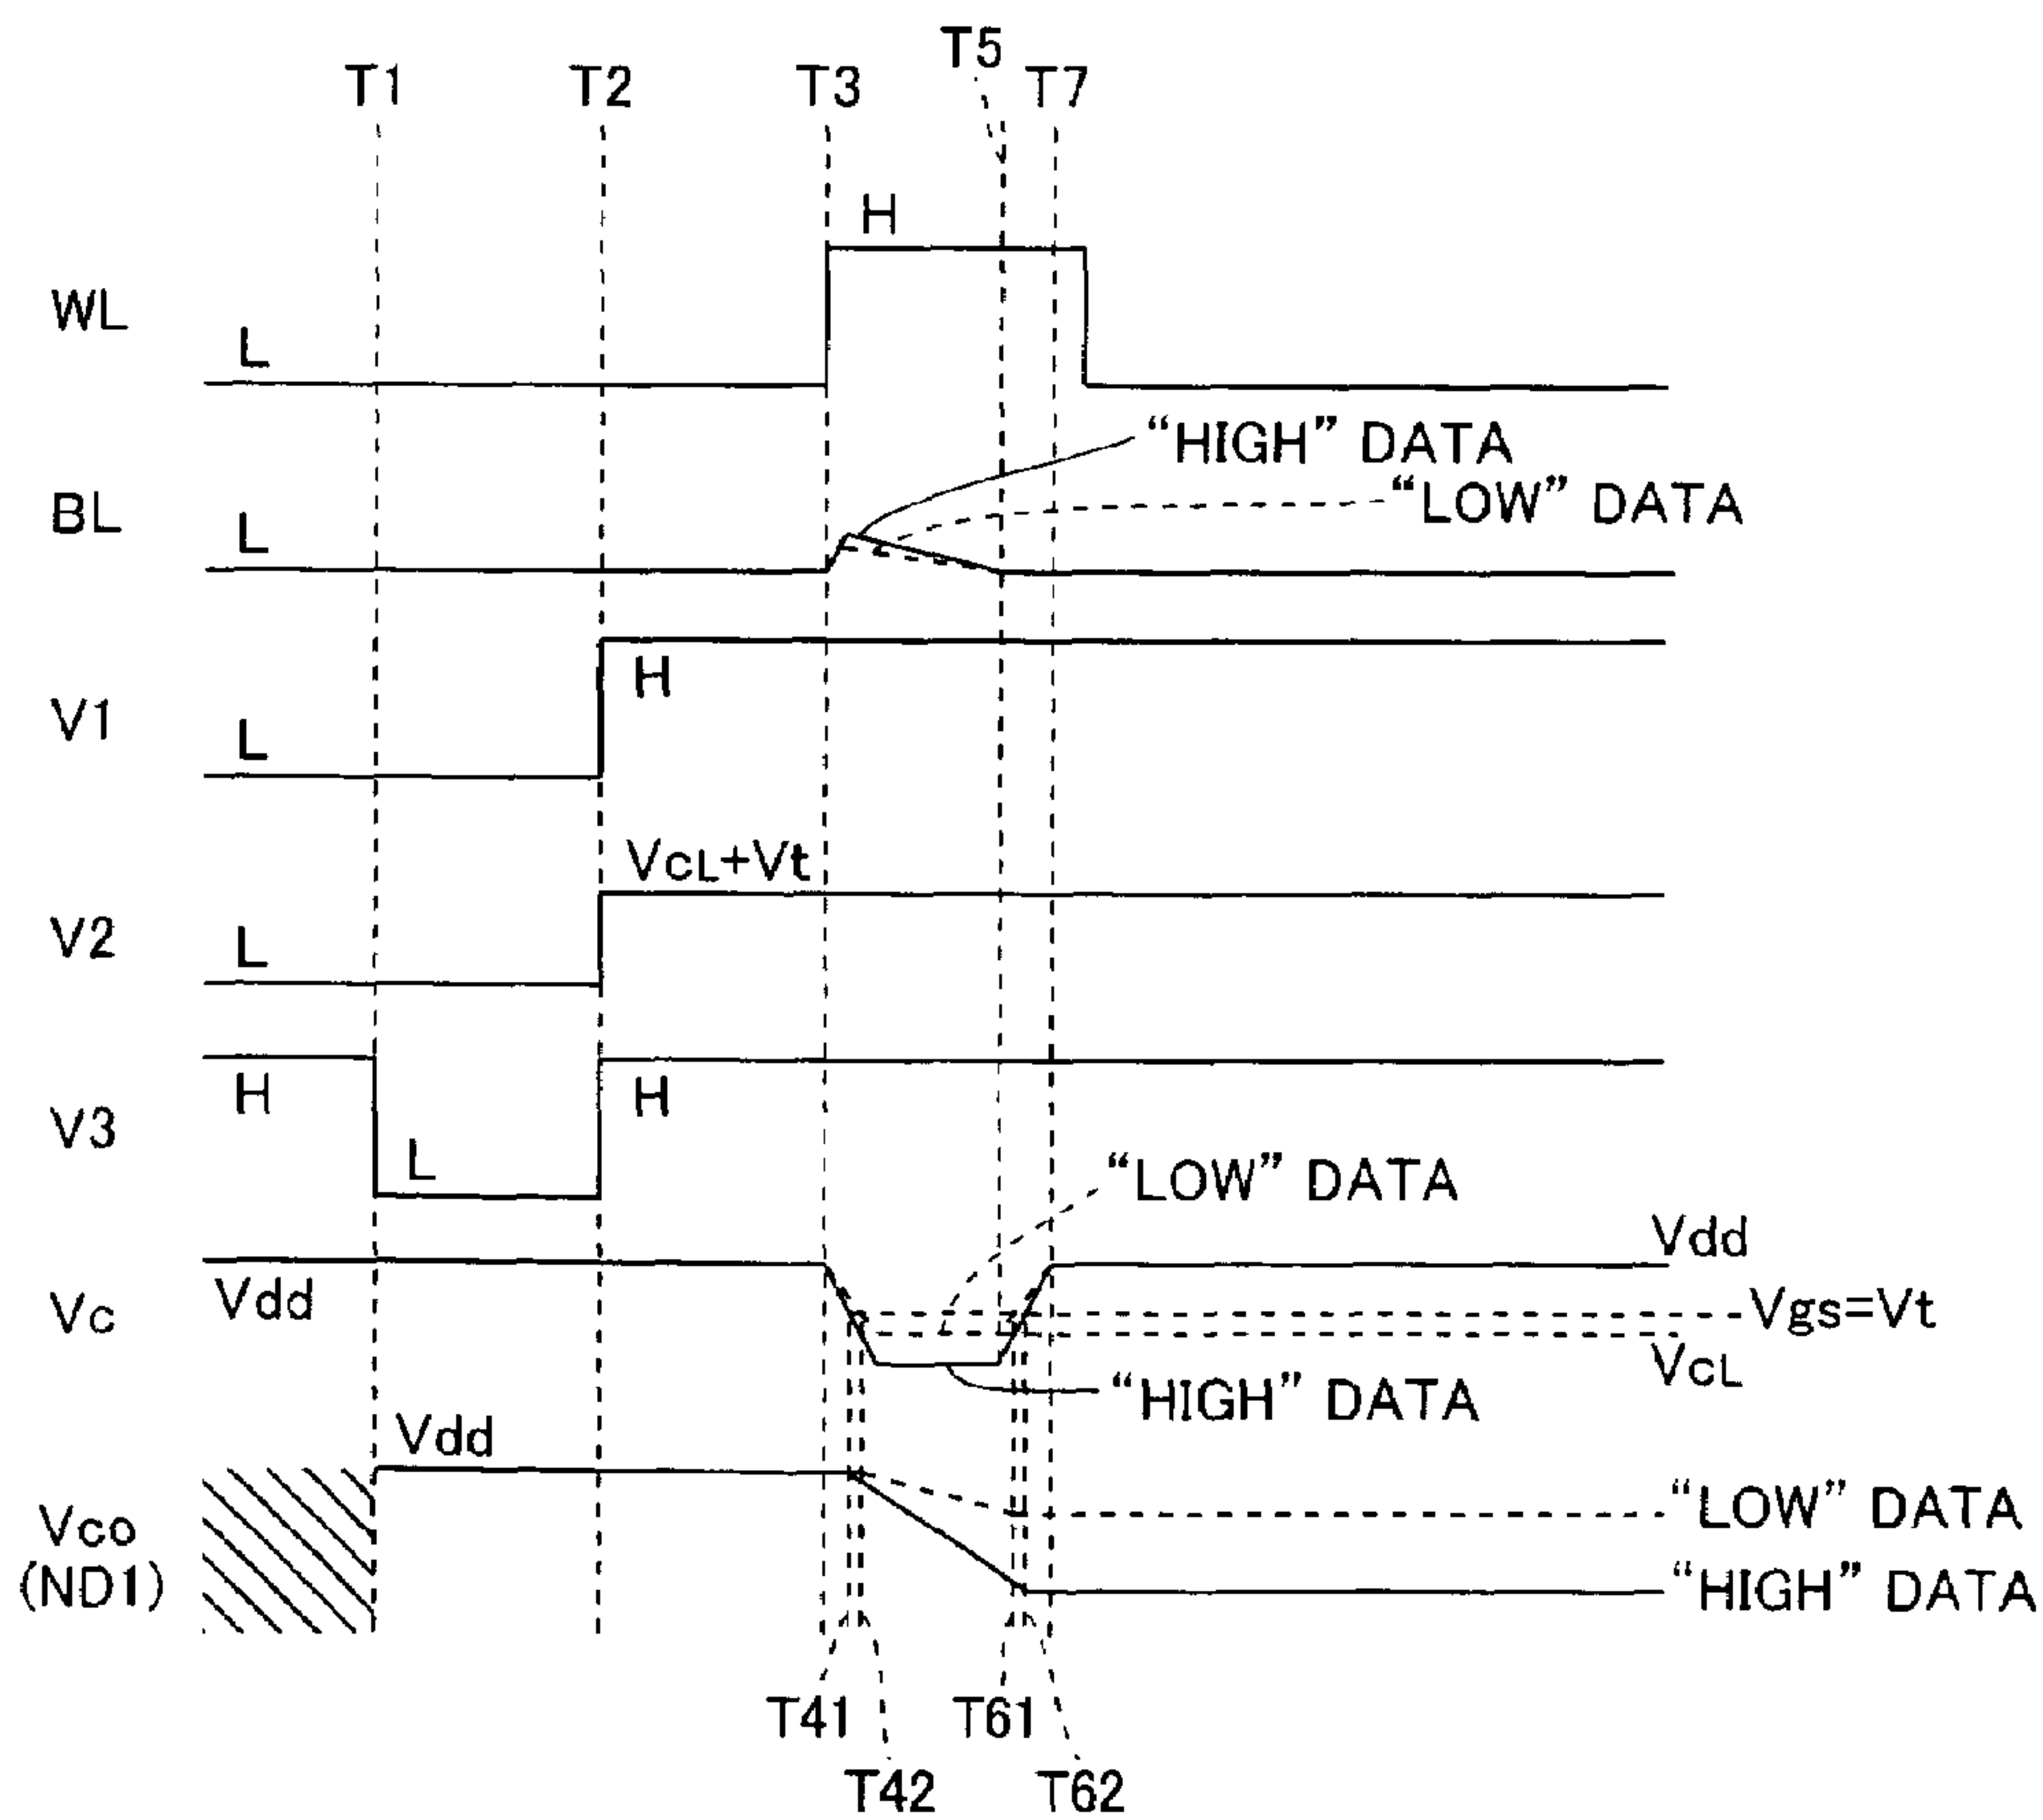 T1
T2
T3
T5
T7
H
WL
L
"HIGH" DATA
"LOW" DATA
BL
L
H
V1
L
VCL+Vt
V2
L
H
H
V3
L
"LOW" DATA
Vdd
Vdd
Vc
Vgs=Vt
VCL
"HIGH" DATA
Vdd
"LOW" DATA
Vco
(ND1)
"HIGH" DATA
T41
T61
T42
T62